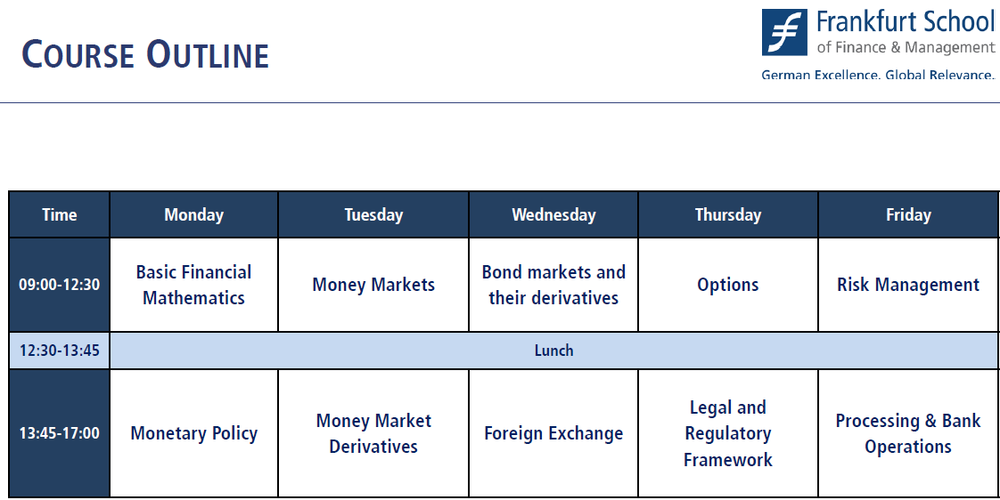 COURSE OUTLINE
Frankfurt School
of Finance & Management
German Excellence. Global Relevance.
Time Monday Tuesday Wednesday Thursday Friday
09:00-12:30
Basic Financial
Mathematics
Money Markets
Bond markets and
their derivatives
Options
Risk Management
12:30-13:45 Lunch
13:45-17:00
Monetary Policy
Money Market
Derivatives
Foreign Exchange
Legal and
Regulatory
Framework
Processing & Bank
Operations